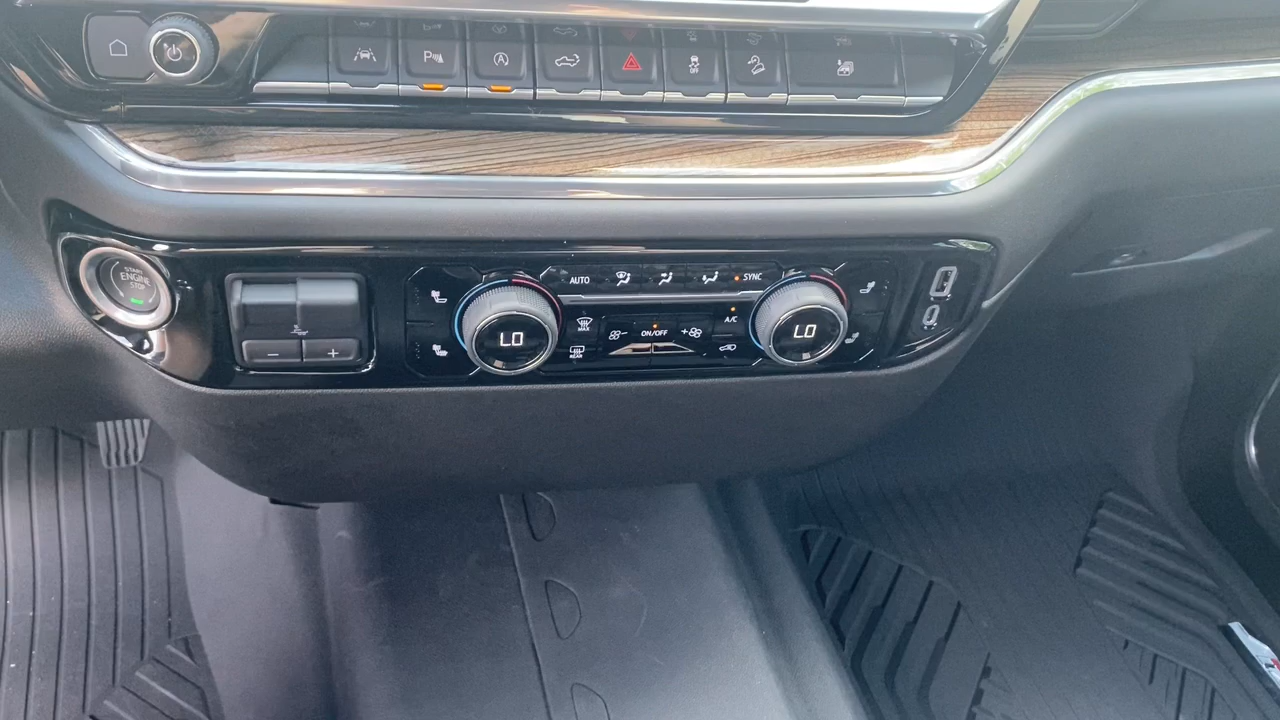 P
A
OFF
START
ENGINE
STOP
AUTO
SYNC
MAX
A/C
LO
ON/OFF
LO
REAR
− +